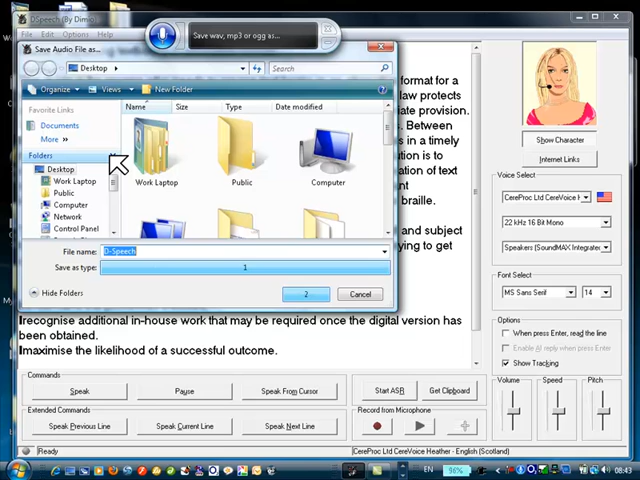 DSpeech (By Dimio)
File Edit Options
Save wav, mp3 or ogg as...
Save Audio File as...
Desktop
Search
Organize Views New Folder
Favorite Links
Documents
More »
Folders
Desktop
Work Laptop
Public
Computer
Network
Control Panel
Name Size Type Date modified
Work Laptop Public Computer
File name: D-Speech
Save as type: 1
Hide Folders
2 Cancel
format for a
law protects
ate provision.
Between
in a timely
ution is to
ation of text
nt
braille.
and subject
ying to get
recognise additional in-house work that may be required once the digital version has
been obtained.
maximise the likelihood of a successful outcome.
Show Character
Internet Links
Voice Select
CereProc Ltd CereVoice
22 kHz 16 Bit Mono
Speakers (SoundMAX Integrated
Font Select
MS Sans Serif 14
Options
When press Enter, read the line
Enable AI reply when press Enter
Show Tracking
Volume Speed Pitch
Commands
Speak Pause Speak From Cursor
Start ASR Get Clipboard
Extended Commands
Speak Previous Line Speak Current Line Speak Next Line
Record from Microphone
Ready
CereProc Ltd CereVoice Heather - English (Scotland)
EN 96% 08:43